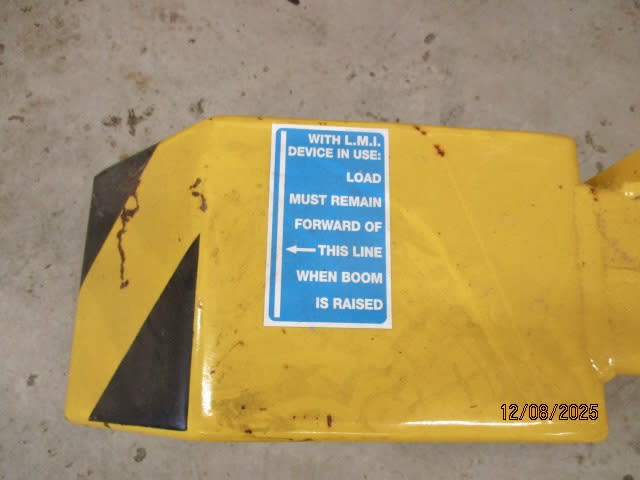 WITH L.M.I.
DEVICE IN USE:
LOAD
MUST REMAIN
FORWARD OF
THIS LINE
WHEN BOOM
IS RAISED
12/08/2025